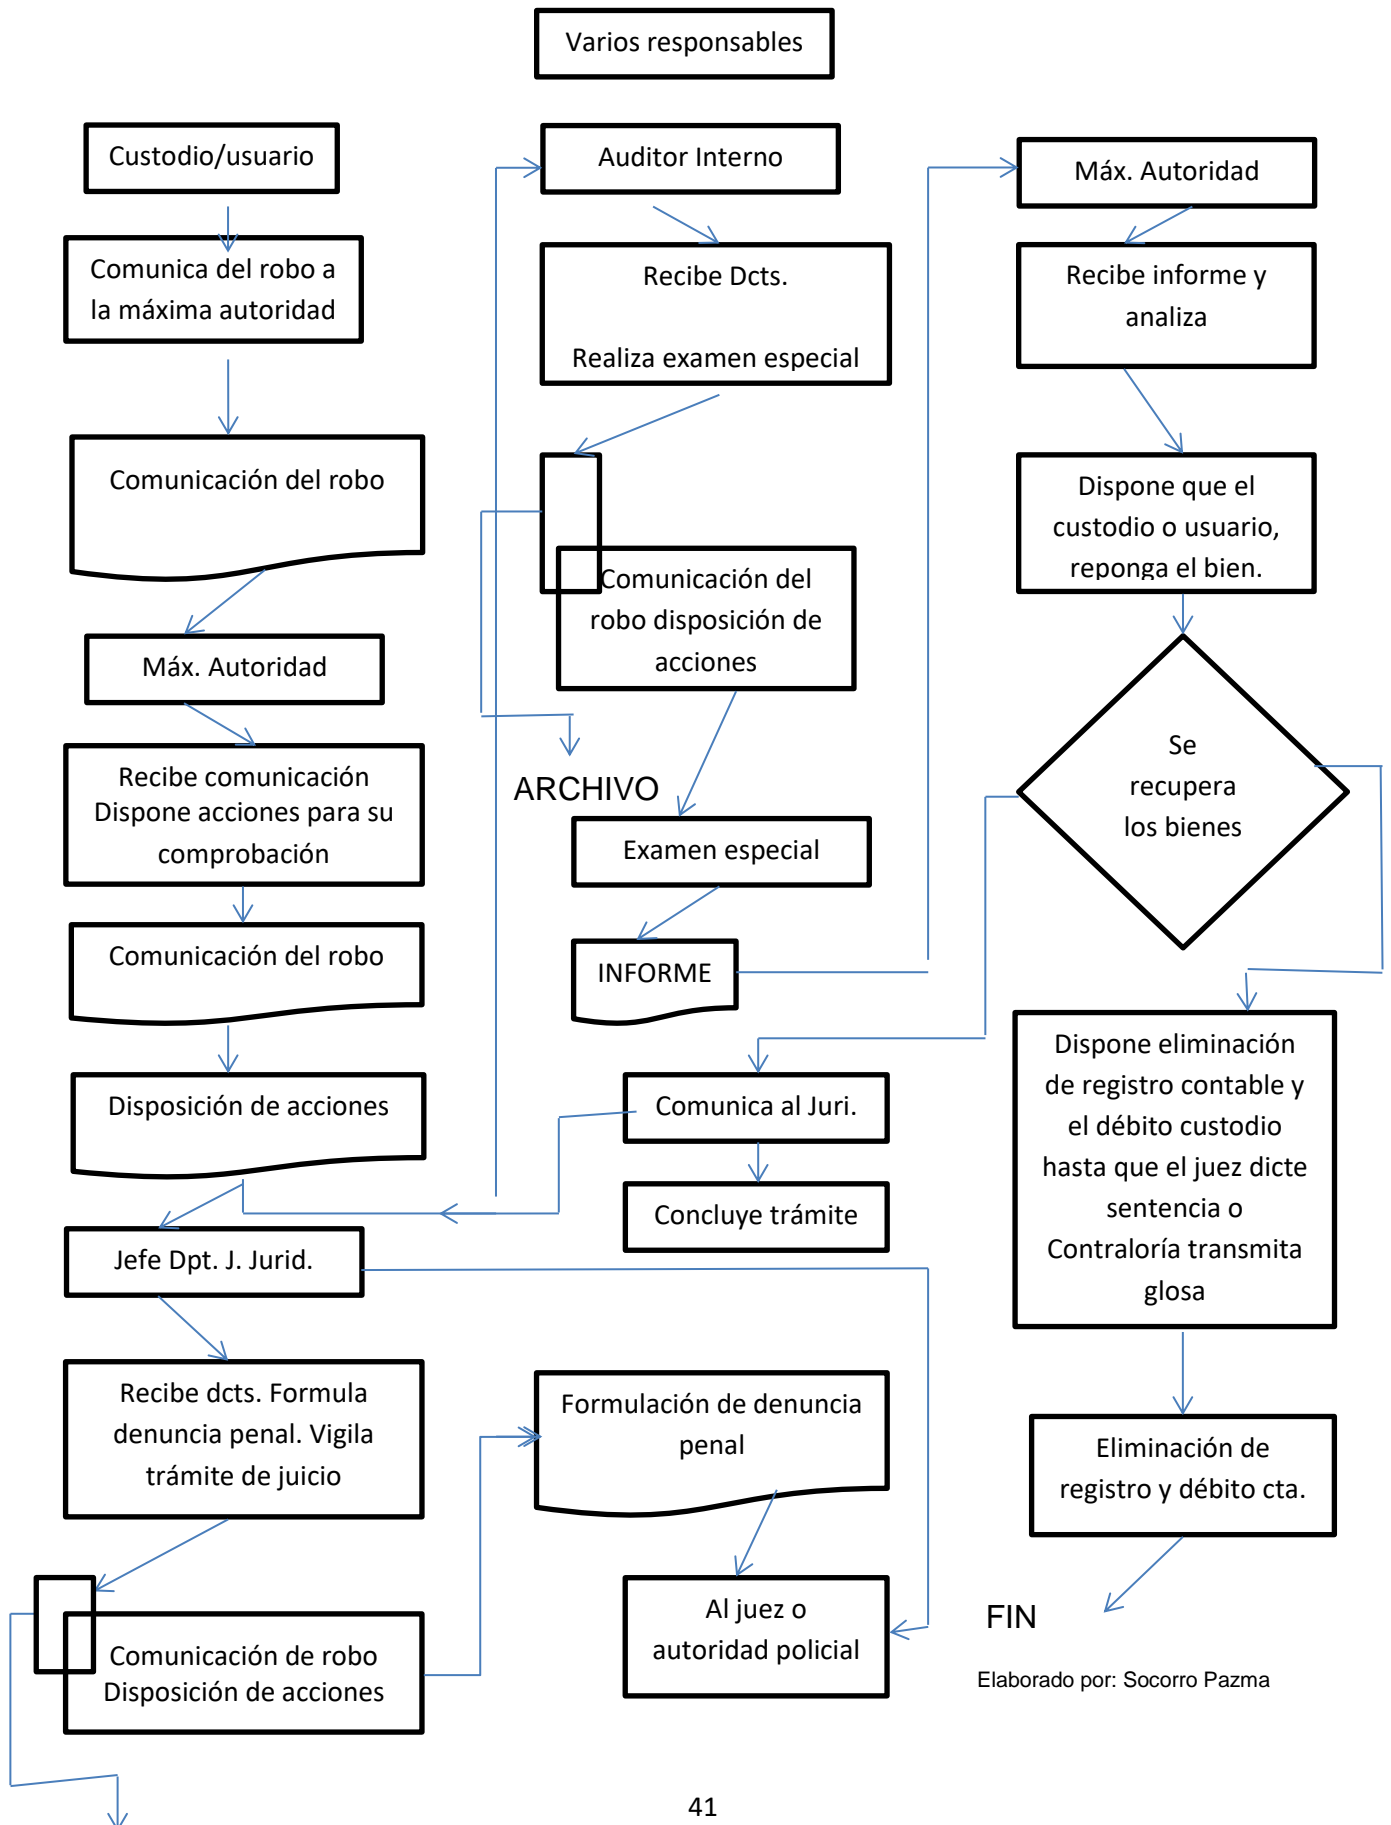 Varios responsables
Custodio/usuario
Comunica del robo a
la máxima autoridad
Comunicación del robo
Máx. Autoridad
Recibe comunicación
Dispone acciones para su
comprobación
Comunicación del robo
Disposición de acciones
Jefe Dpt. J. Jurid.
Recibe dcts. Formula
denuncia penal. Vigila
trámite de juicio
Comunicación de robo
Disposición de acciones
Auditor Interno
Recibe Dcts.
Realiza examen especial
Comunicación del
robo disposición de
acciones
ARCHIVO
Examen especial
INFORME
Comunica al Juri.
Concluye trámite
Formulación de denuncia
penal
Al juez o
autoridad policial
Máx. Autoridad
Recibe informe y
analiza
Dispone que el
custodio o usuario,
reponga el bien.
Se
recupera
los bienes
Dispone eliminación
de registro contable y
el débito custodio
hasta que el juez dicte
sentencia o
Contraloría transmita
glosa
Eliminación de
registro y débito cta.
FIN
Elaborado por: Socorro Pazma
41